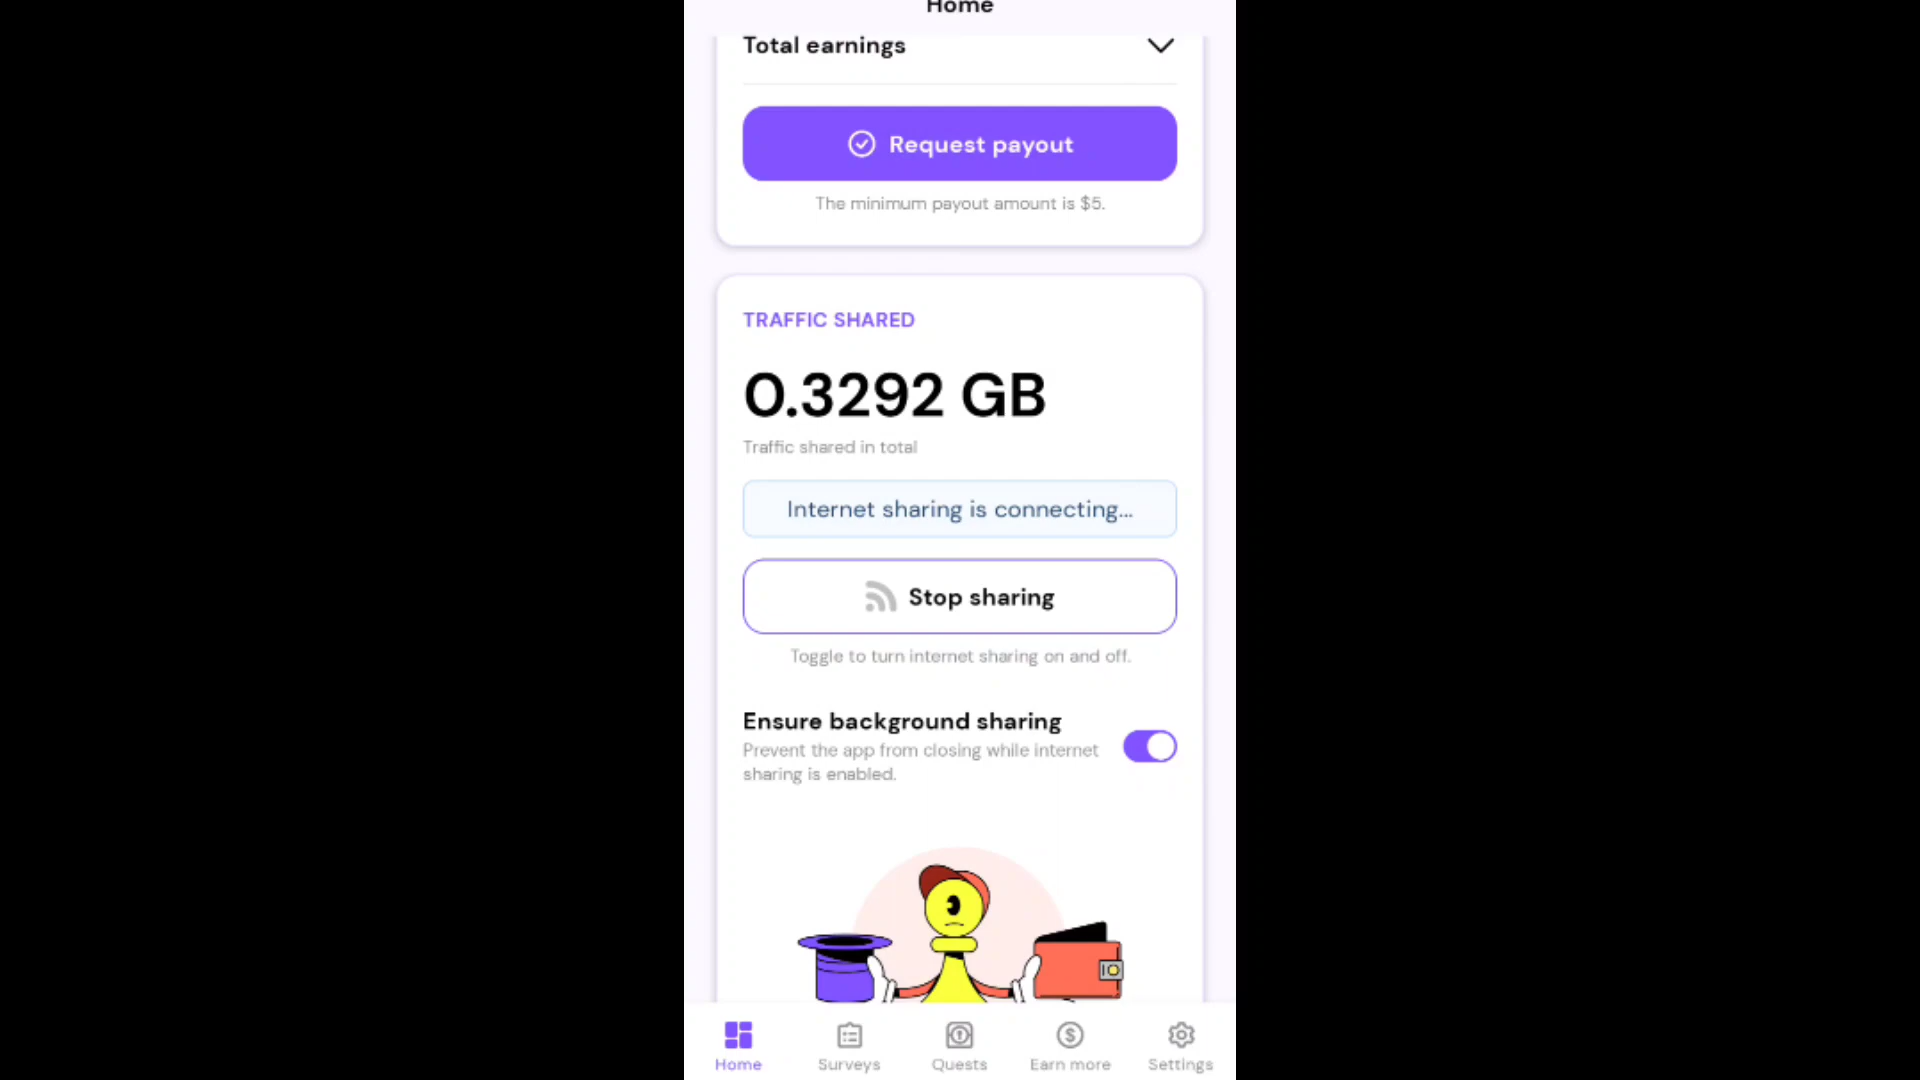 Home
Total earnings
Request payout
The minimum payout amount is $5.
TRAFFIC SHARED
0.3292 GB
Traffic shared in total
Internet sharing is connecting...
Stop sharing
Toggle to turn internet sharing on and off.
Ensure background sharing
Prevent the app from closing while internet
sharing is enabled.
Home
Surveys
Quests
Earn more
Settings